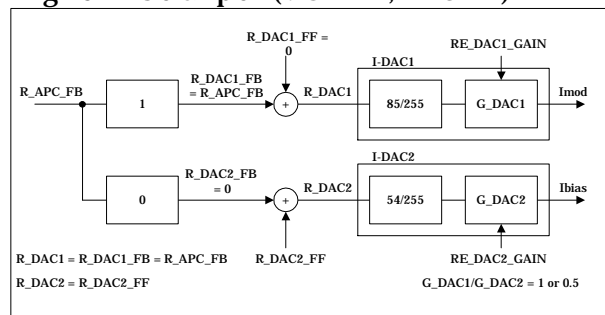 R_DAC1_FF =
0
RE_DAC1_GAIN
I-DAC1
R_APC_FB
1
R_DAC1_FB
= R_APC_FB
+
R_DAC1
85/255
G_DAC1
Imod
I-DAC2
0
R_DAC2_FB
= 0
+
R_DAC2
54/255
G_DAC2
Ibias
R_DAC1 = R_DAC1_FB = R_APC_FB
R_DAC2_FF
RE_DAC2_GAIN
R_DAC2 = R_DAC2_FF
G_DAC1/G_DAC2 = 1 or 0.5